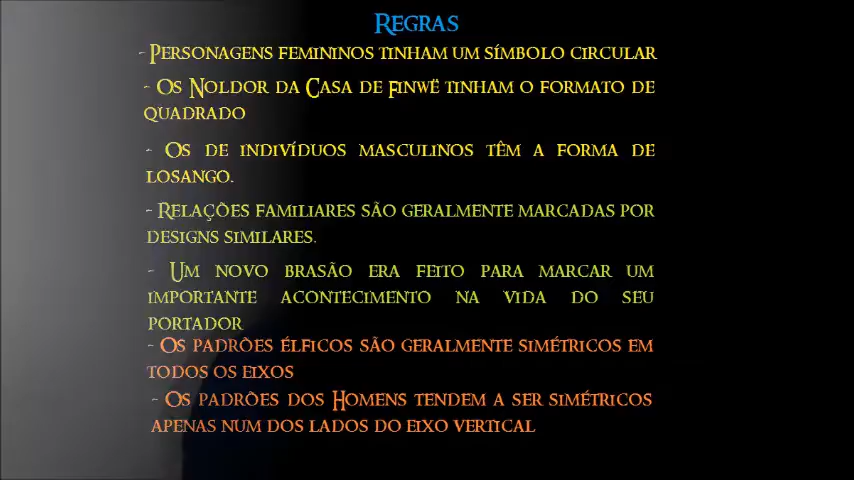 Regras
- Personagens femininos tinham um símbolo circular
- Os Noldor da Casa de Finwë tinham o formato de
quadrado
- Os de indivíduos masculinos têm a forma de
losango.
- Relações familiares são geralmente marcadas por
designs similares.
- Um novo brasão era feito para marcar um
importante acontecimento na vida do seu
portador
- Os padrões élficos são geralmente simétricos em
todos os eixos
- Os padrões dos Homens tendem a ser simétricos
apenas num dos lados do eixo vertical